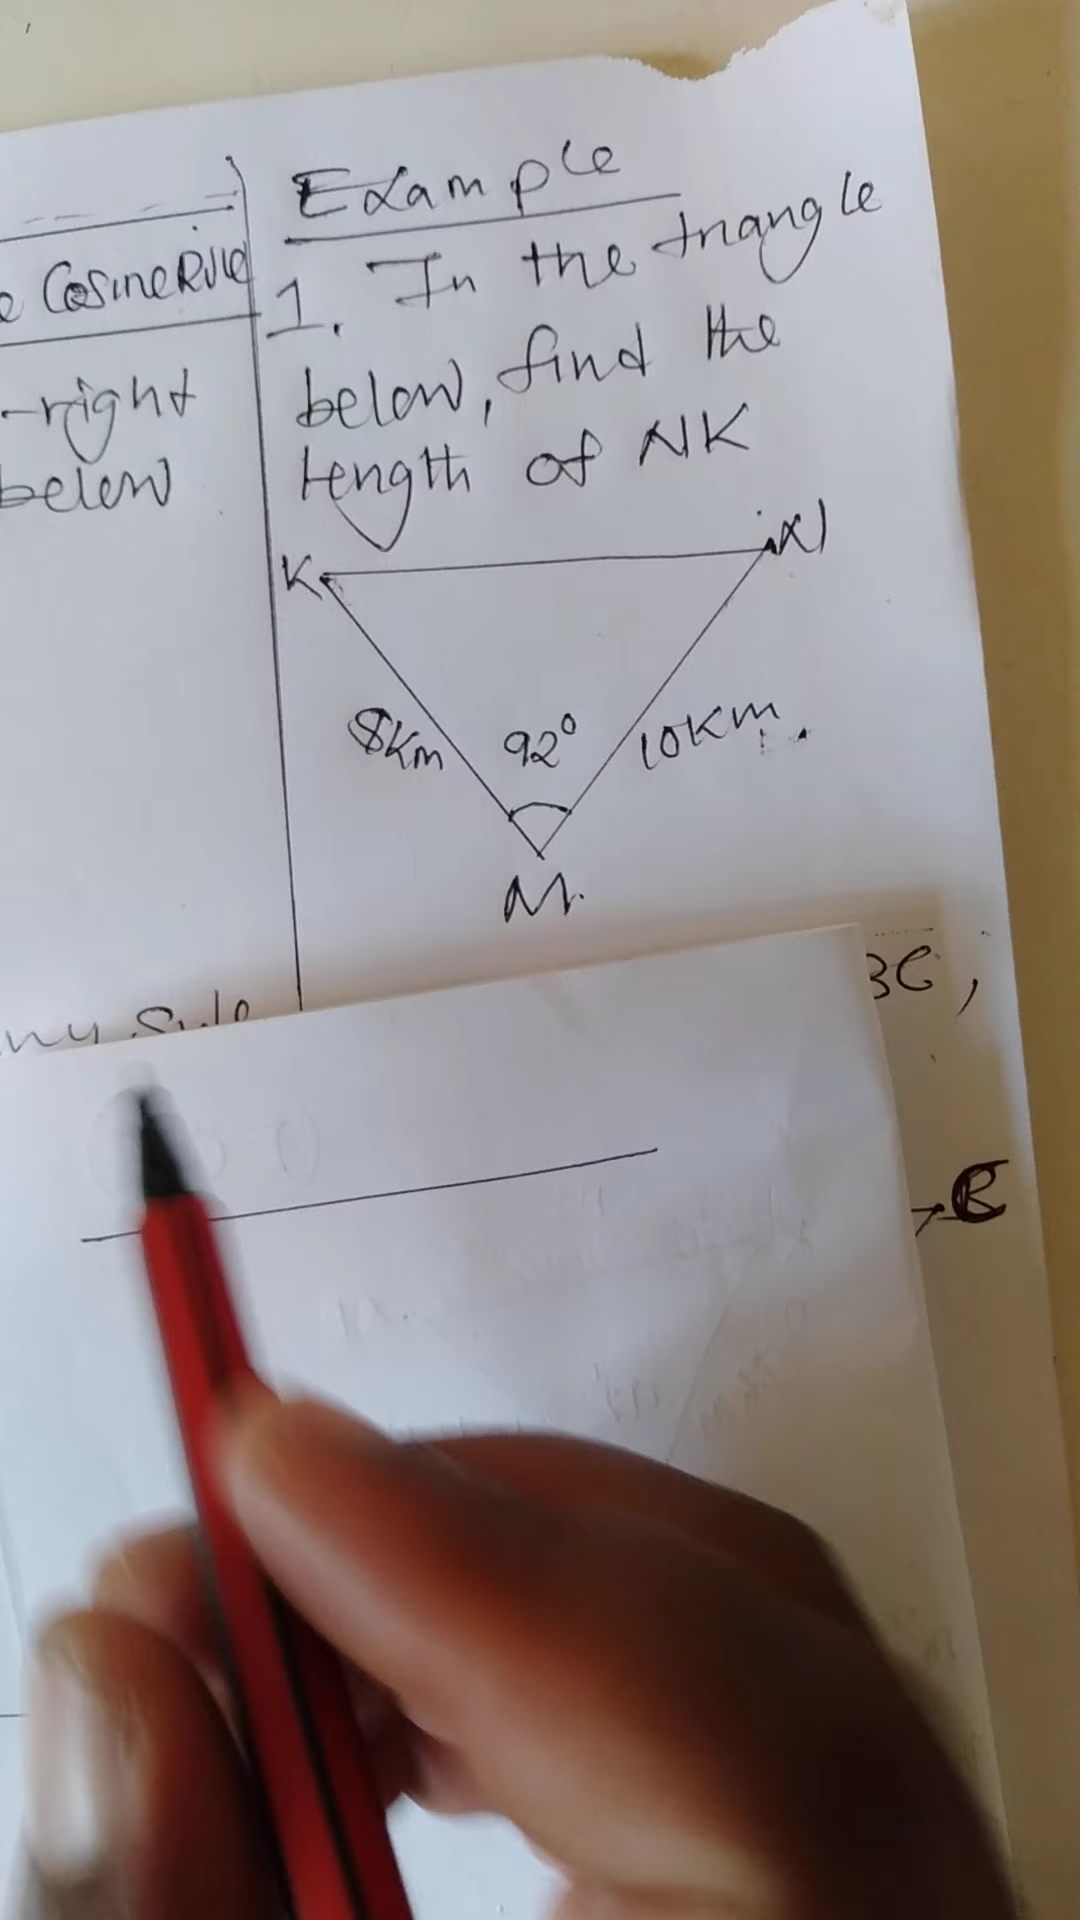 Cosine Rule
-right
below
Example
1. In the triangle
below, find the
length of NK
K
N
8Km
92°
10Km
M.
BC,
C